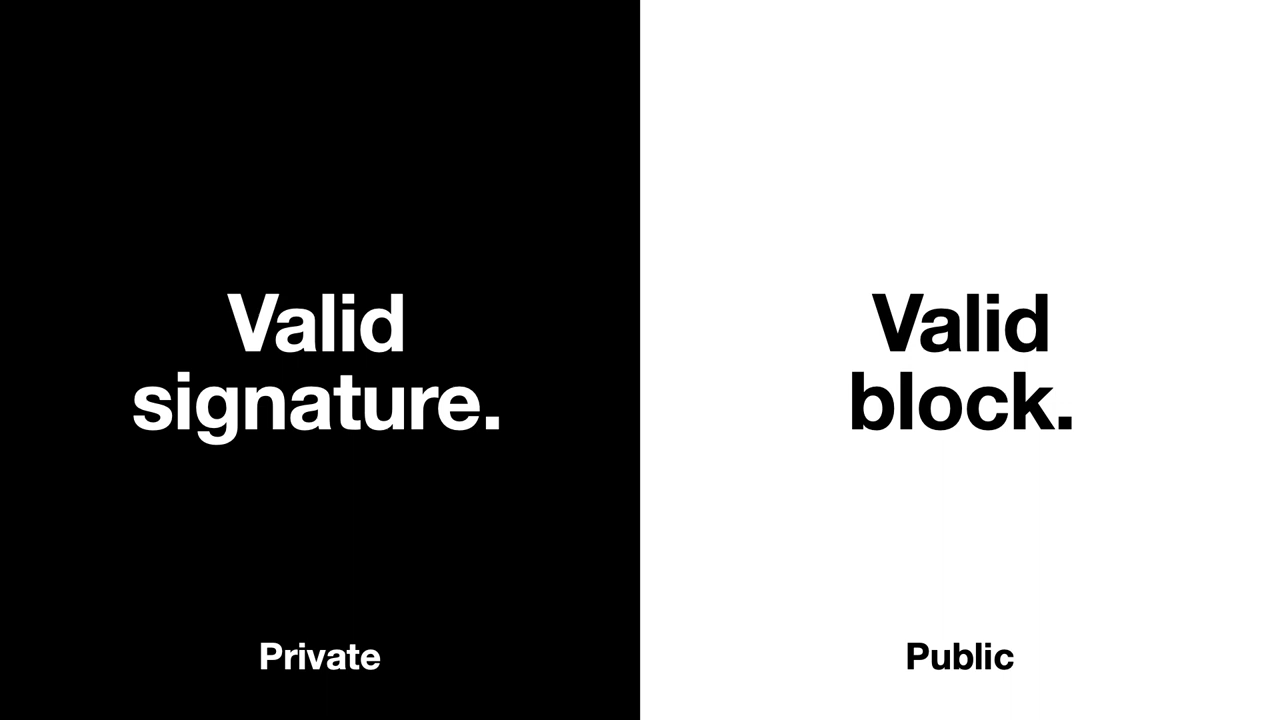 Valid
signature.
Private
Valid
block.
Public